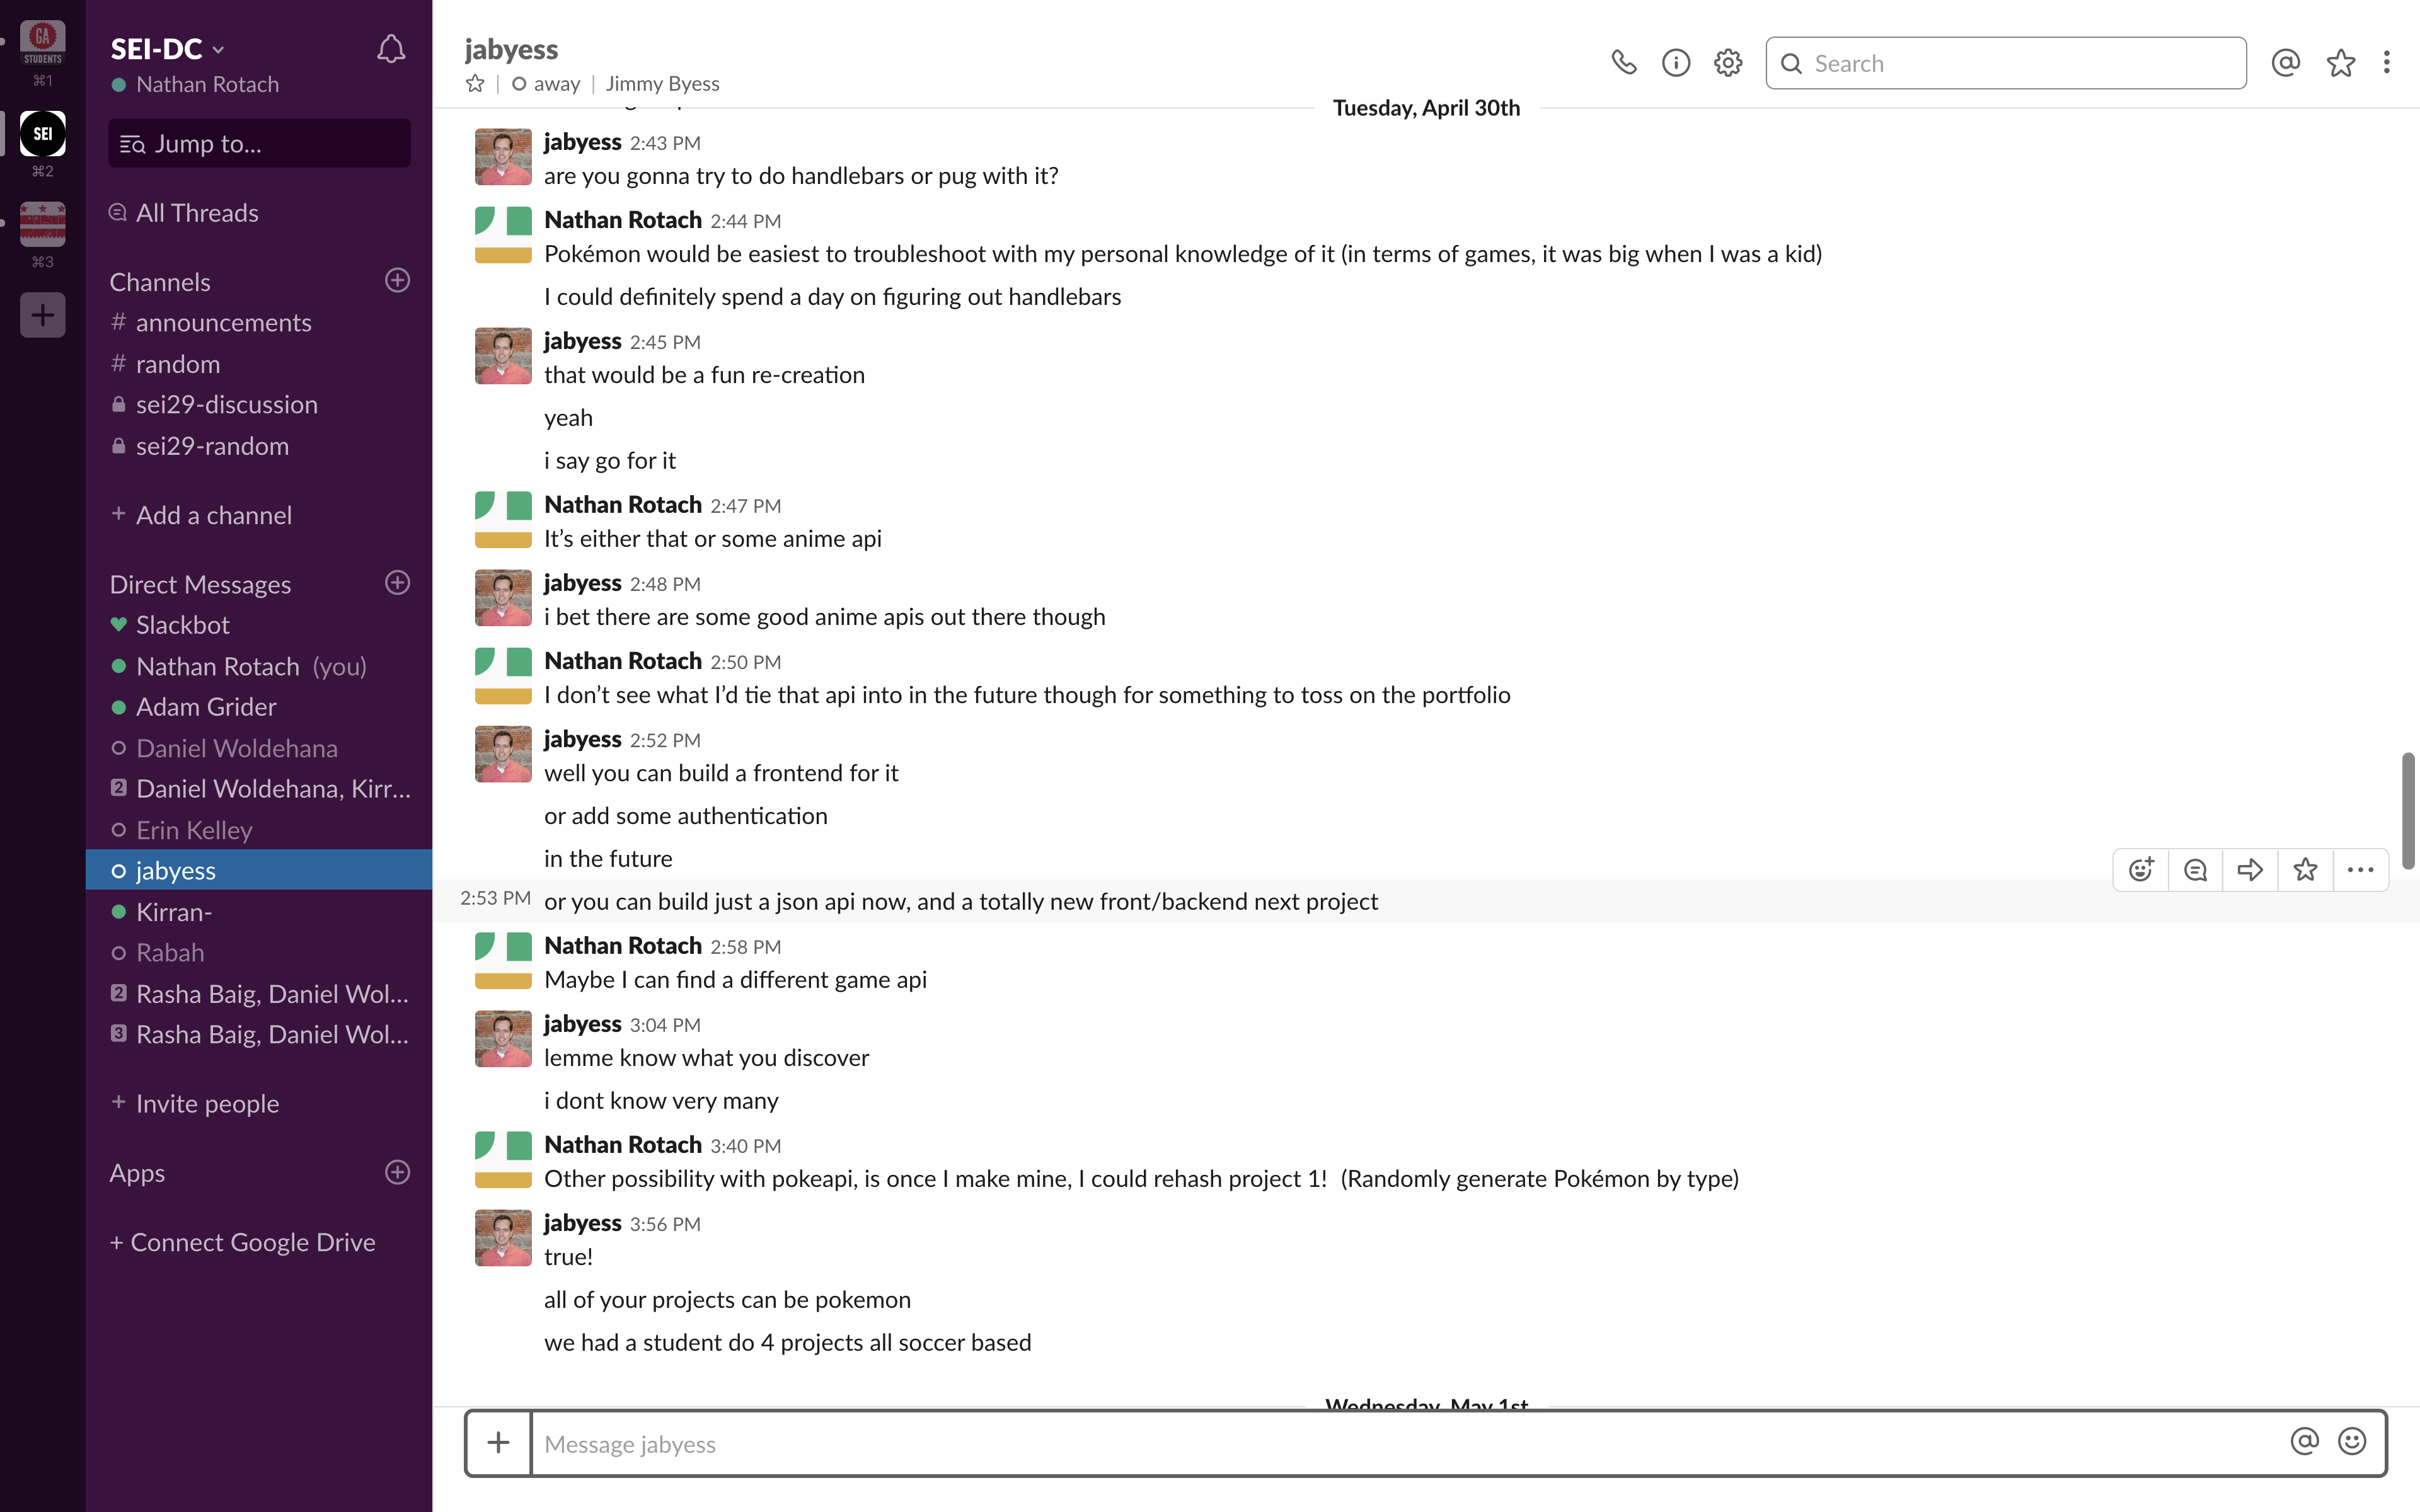 GA
STUDENTS
⌘1
SEI
⌘2
⌘3
SEI-DC
Nathan Rotach
Jump to...
All Threads
Channels
# announcements
# random
sei29-discussion
sei29-random
+ Add a channel
Direct Messages
Slackbot
Nathan Rotach (you)
Adam Grider
Daniel Woldehana
2 Daniel Woldehana, Kirr...
Erin Kelley
jabyess
Kirran-
Rabah
2 Rasha Baig, Daniel Wol...
3 Rasha Baig, Daniel Wol...
+ Invite people
Apps
+ Connect Google Drive
jabyess
away | Jimmy Byess
Search
Tuesday, April 30th
jabyess 2:43 PM
are you gonna try to do handlebars or pug with it?
Nathan Rotach 2:44 PM
Pokémon would be easiest to troubleshoot with my personal knowledge of it (in terms of games, it was big when I was a kid)
I could definitely spend a day on figuring out handlebars
jabyess 2:45 PM
that would be a fun re-creation
yeah
i say go for it
Nathan Rotach 2:47 PM
It’s either that or some anime api
jabyess 2:48 PM
i bet there are some good anime apis out there though
Nathan Rotach 2:50 PM
I don’t see what I’d tie that api into in the future though for something to toss on the portfolio
jabyess 2:52 PM
well you can build a frontend for it
or add some authentication
in the future
2:53 PM or you can build just a json api now, and a totally new front/backend next project
Nathan Rotach 2:58 PM
Maybe I can find a different game api
jabyess 3:04 PM
lemme know what you discover
i dont know very many
Nathan Rotach 3:40 PM
Other possibility with pokeapi, is once I make mine, I could rehash project 1!  (Randomly generate Pokémon by type)
jabyess 3:56 PM
true!
all of your projects can be pokemon
we had a student do 4 projects all soccer based
Wednesday, May 1st
Message jabyess